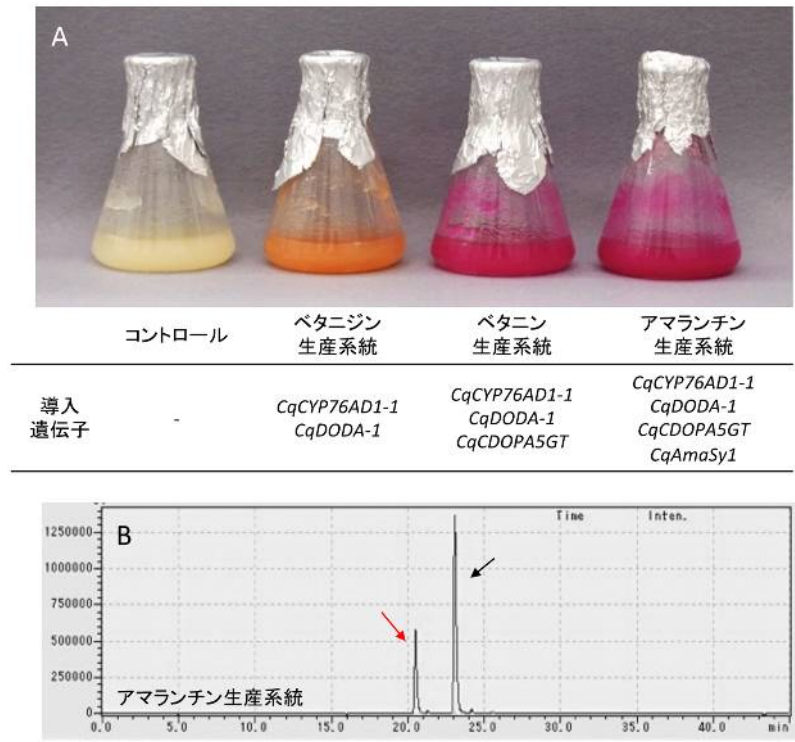 A
コントロール
ベタニジン
生産系統
ベタニン
生産系統
アマランチン
生産系統
導入
遺伝子
-
CqCYP76AD1-1
CqDODA-1
CqCYP76AD1-1
CqDODA-1
CqCDOPA5GT
CqCYP76AD1-1
CqDODA-1
CqCDOPA5GT
CqAmaSy1
B
Time Inten.
1250000
1000000
750000
500000
250000
0
アマランチン生産系統
0.0 5.0 10.0 15.0 20.0 25.0 30.0 35.0 40.0 min